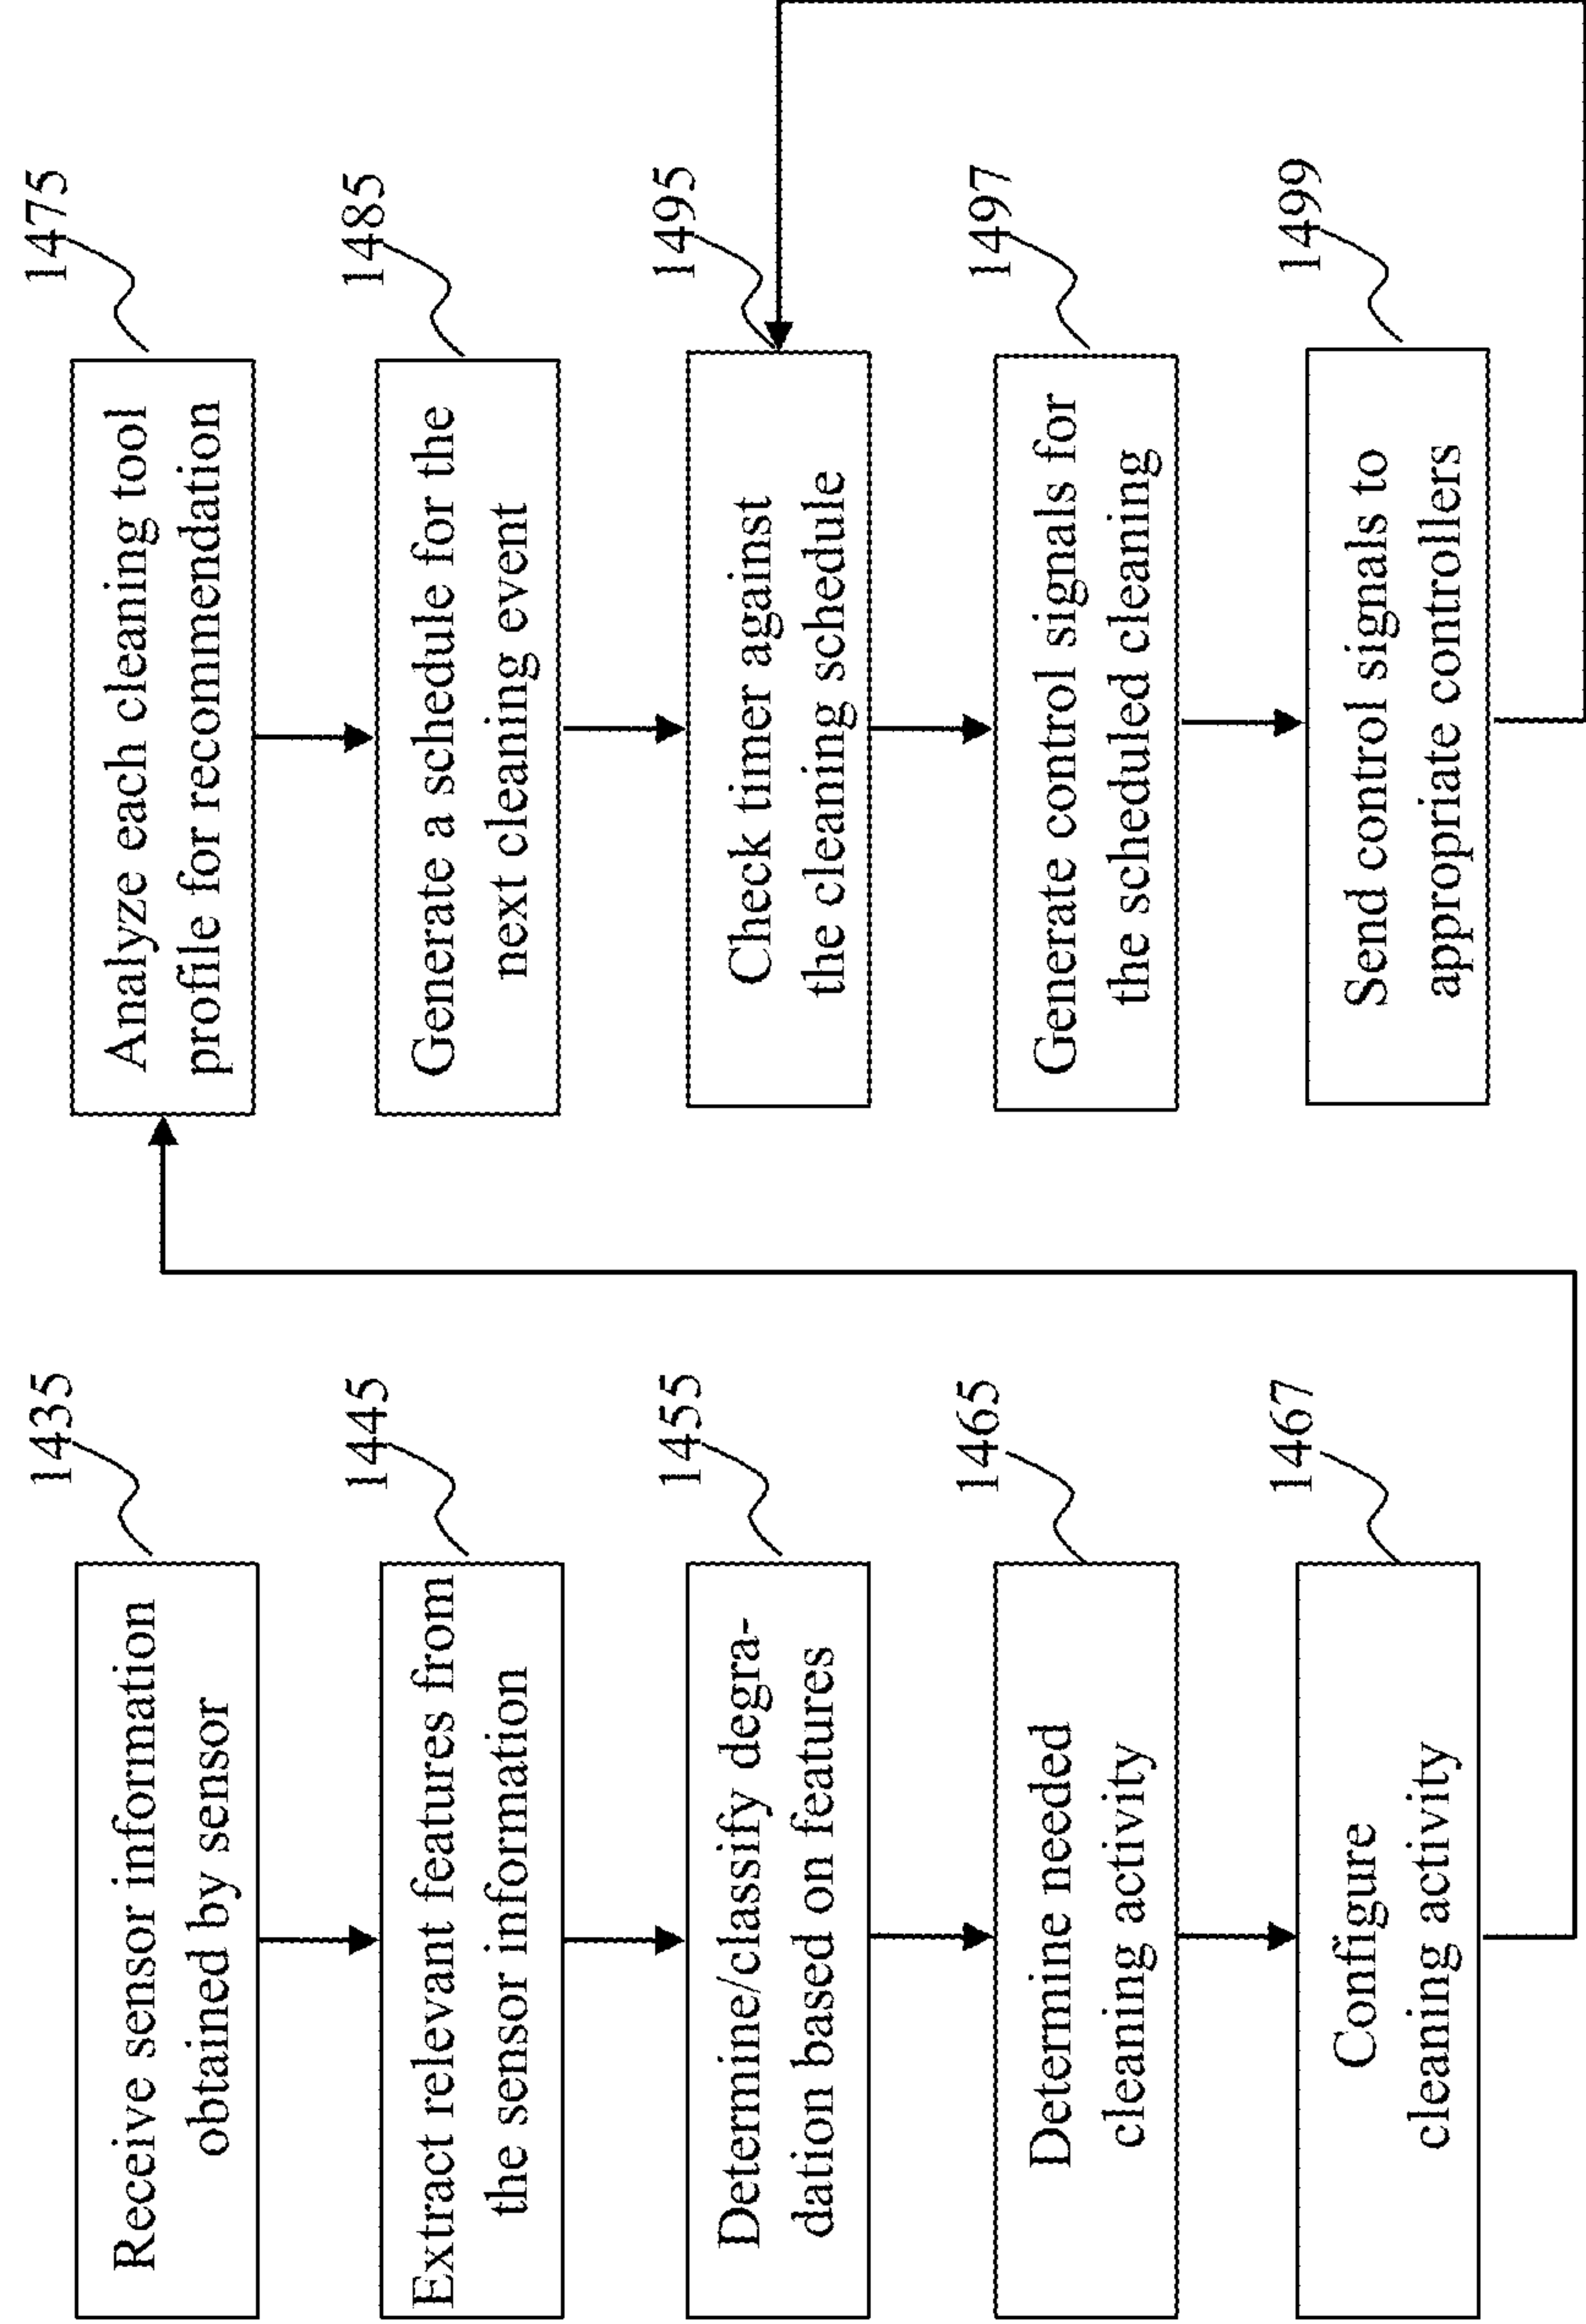 1435
Receive sensor information
obtained by sensor
1445
Extract relevant features from
the sensor information
1455
Determine/classify degra-
dation based on features
1465
Determine needed
cleaning activity
1467
Configure
cleaning activity
1475
Analyze each cleaning tool
profile for recommendation
1485
Generate a schedule for the
next cleaning event
1495
Check timer against
the cleaning schedule
1497
Generate control signals for
the scheduled cleaning
1499
Send control signals to
appropriate controllers